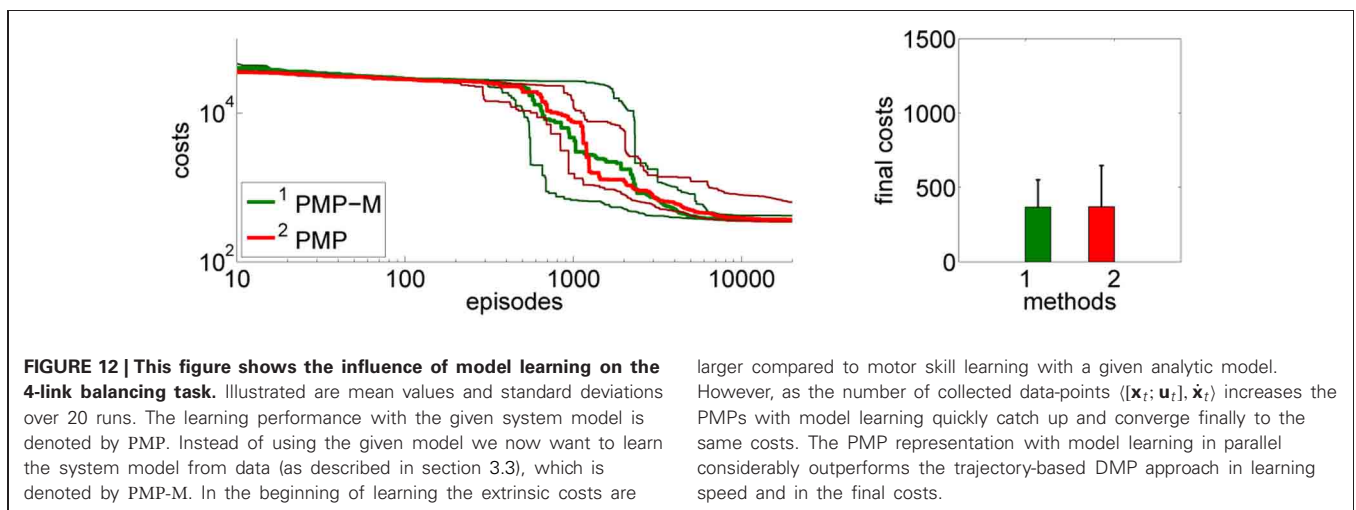 10^4
10^2
costs
1 PMP-M
2 PMP
10 100 1000 10000
episodes
1500
1000
500
0
final costs
1 2
methods
FIGURE 12 | This figure shows the influence of model learning on the
4-link balancing task. Illustrated are mean values and standard deviations
over 20 runs. The learning performance with the given system model is
denoted by PMP. Instead of using the given model we now want to learn
the system model from data (as described in section 3.3), which is
denoted by PMP-M. In the beginning of learning the extrinsic costs are
larger compared to motor skill learning with a given analytic model.
However, as the number of collected data-points ⟨[x_t; u_t], ẋ_t⟩ increases the
PMPs with model learning quickly catch up and converge finally to the
same costs. The PMP representation with model learning in parallel
considerably outperforms the trajectory-based DMP approach in learning
speed and in the final costs.